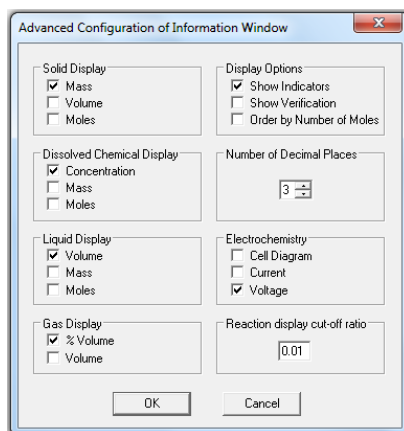 Advanced Configuration of Information Window
Solid Display
Mass
Volume
Moles
Display Options
Show Indicators
Show Verification
Order by Number of Moles
Dissolved Chemical Display
Concentration
Mass
Moles
Number of Decimal Places
3
Liquid Display
Volume
Mass
Moles
Electrochemistry
Cell Diagram
Current
Voltage
Gas Display
% Volume
Volume
Reaction display cut-off ratio
0.01
OK
Cancel